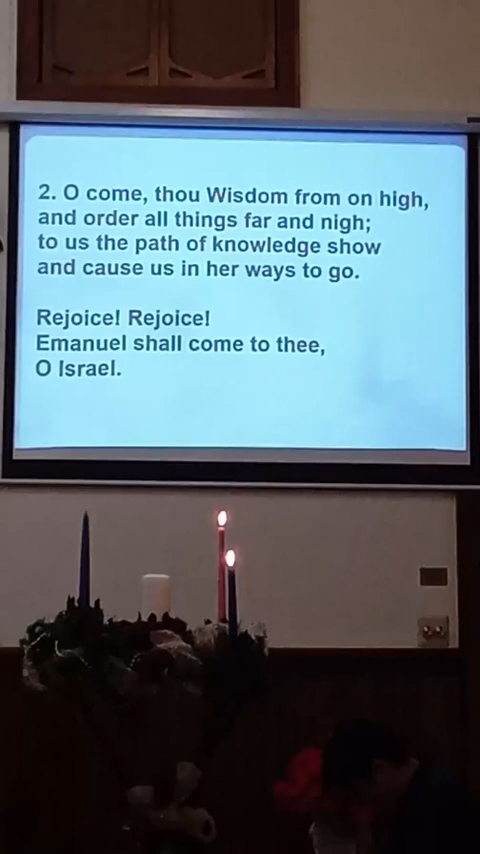 2. O come, thou Wisdom from on high,
and order all things far and nigh;
to us the path of knowledge show
and cause us in her ways to go.
Rejoice! Rejoice!
Emanuel shall come to thee,
O Israel.